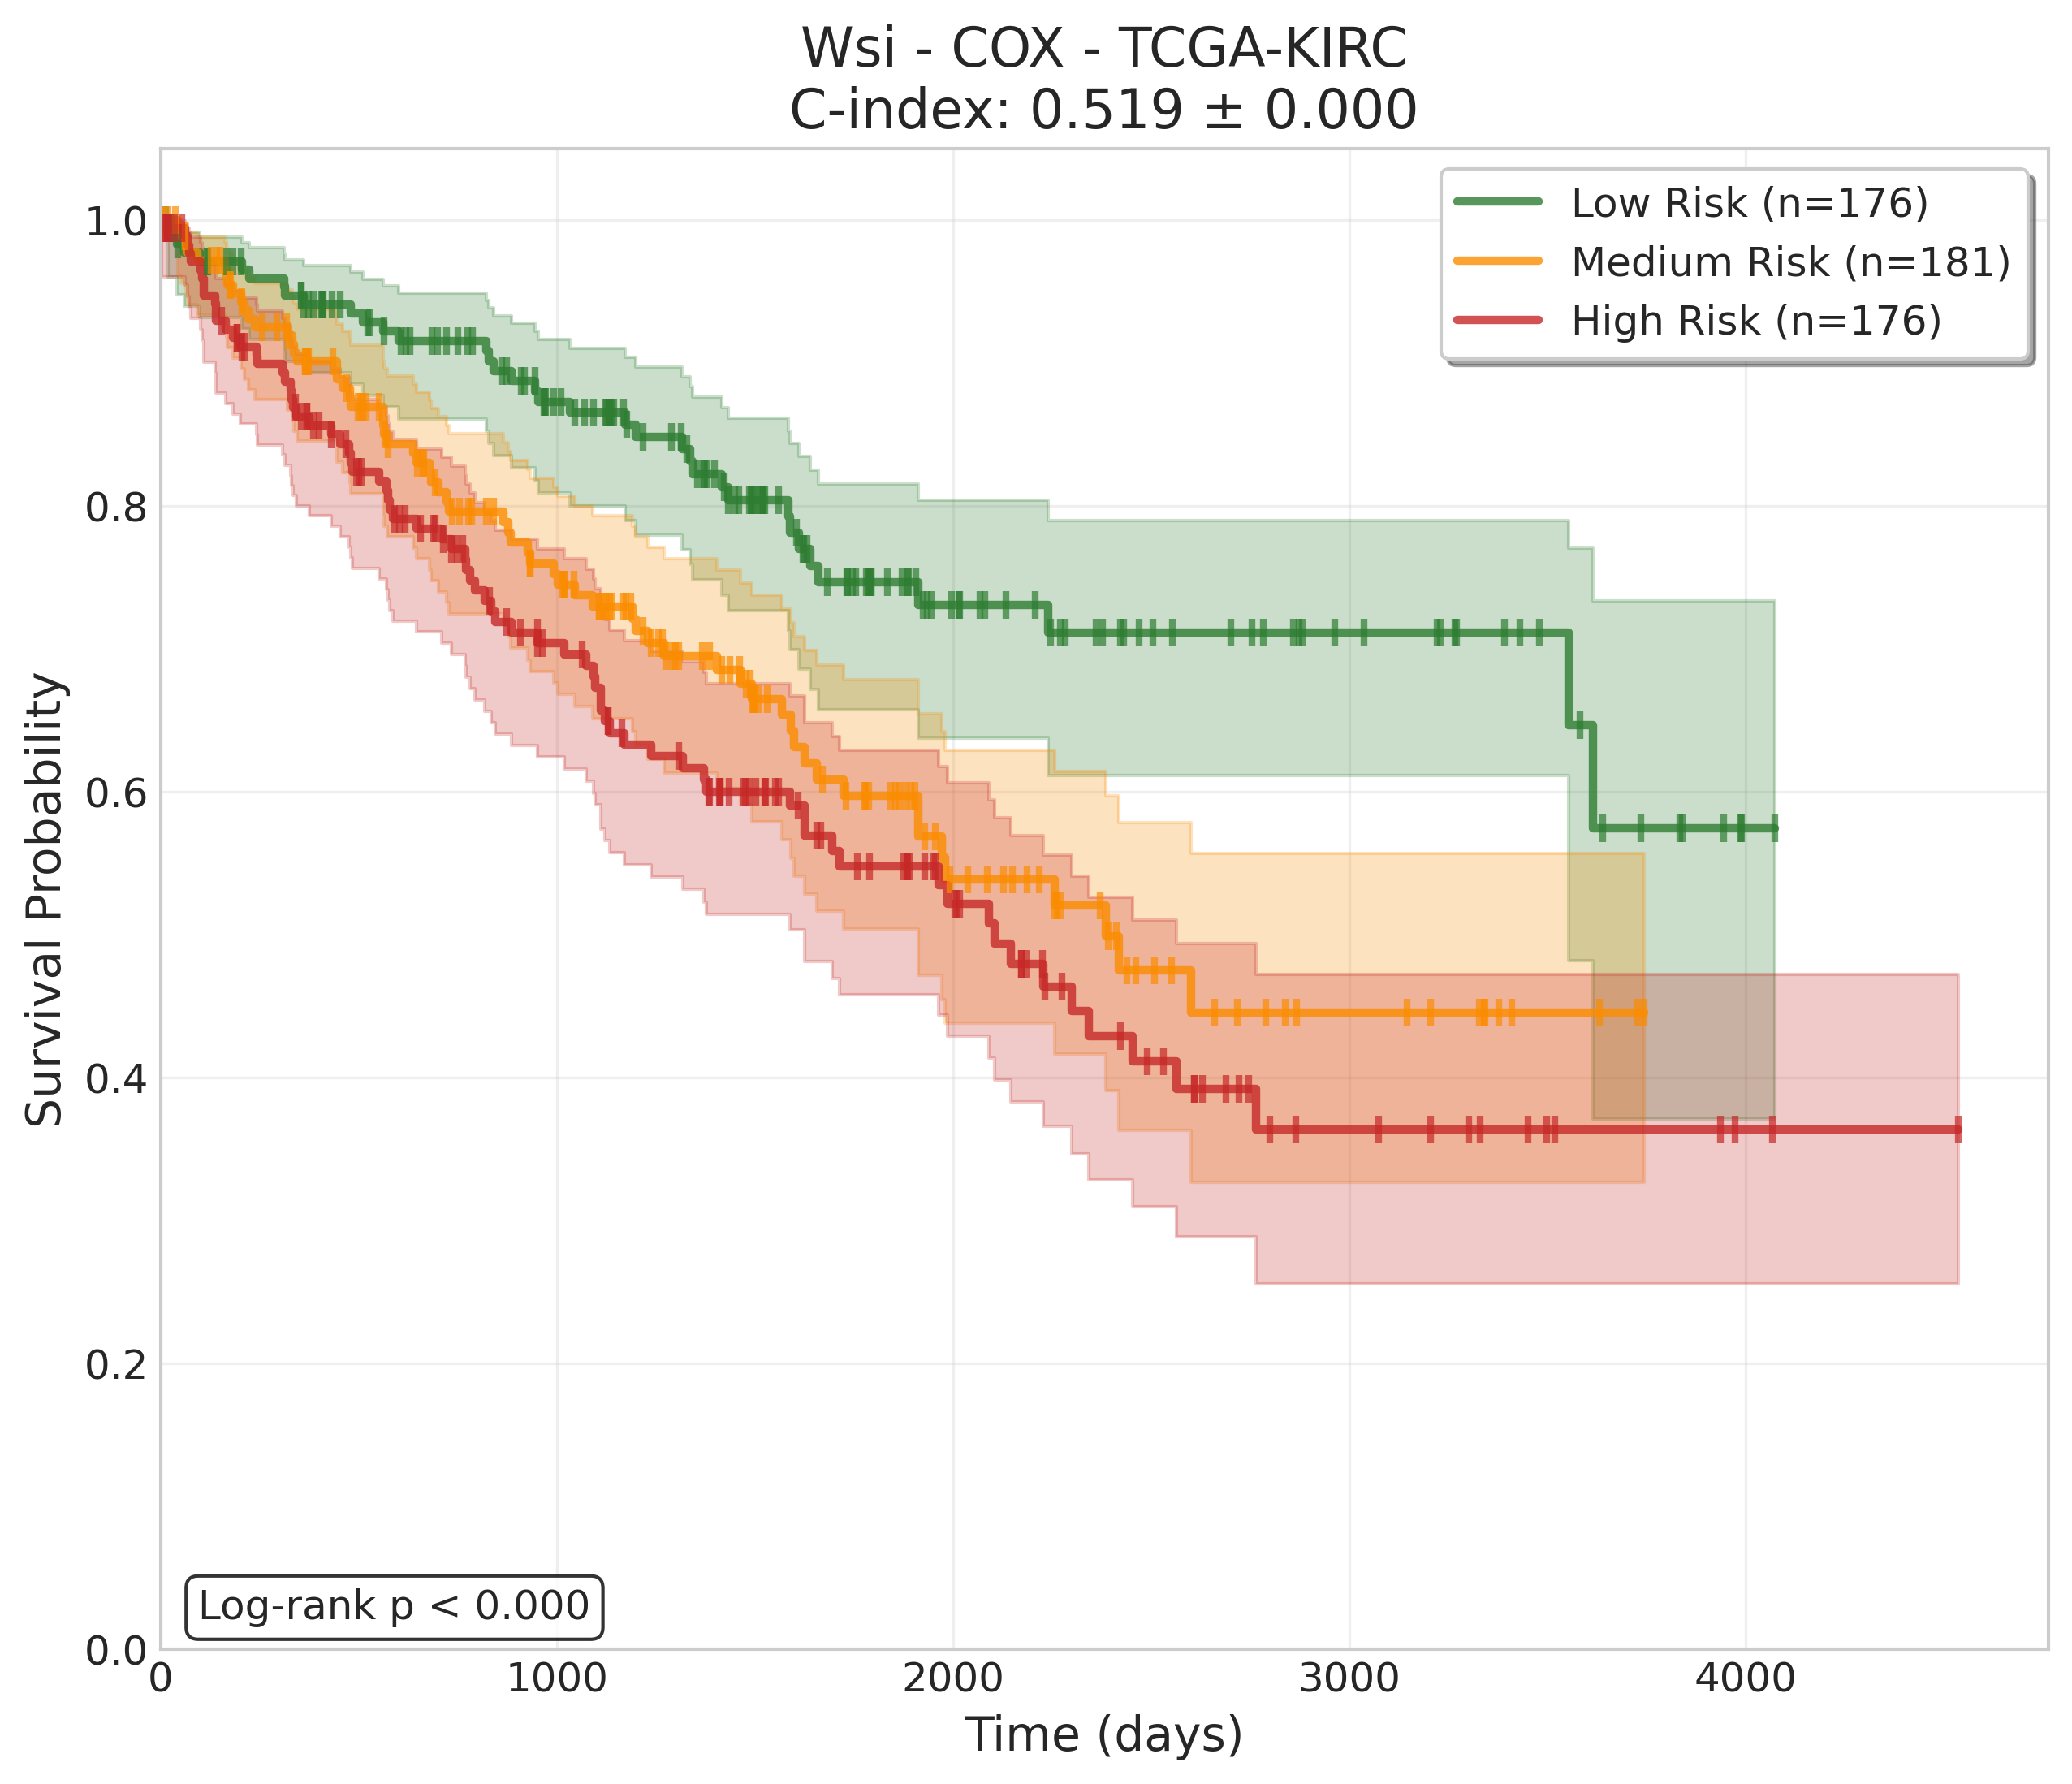 Wsi - COX - TCGA-KIRC
C-index: 0.519 ± 0.000
Low Risk (n=176)
Medium Risk (n=181)
High Risk (n=176)
Survival Probability
1.0
0.8
0.6
0.4
0.2
0.0
Log-rank p < 0.000
0 1000 2000 3000 4000
Time (days)